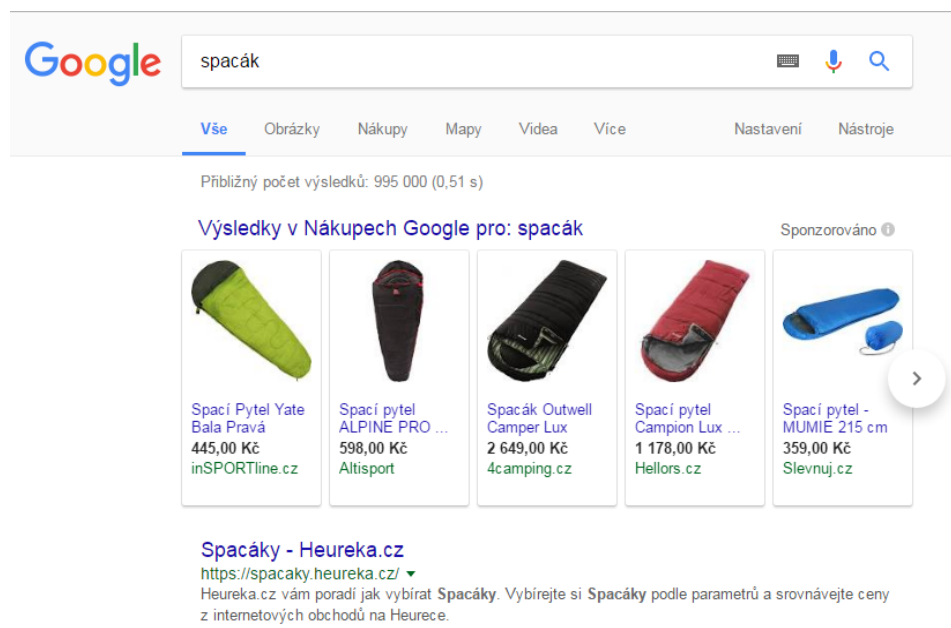 Google
spacák
Vše Obrázky Nákupy Mapy Videa Více Nastavení Nástroje
Přibližný počet výsledků: 995 000 (0,51 s)
Výsledky v Nákupech Google pro: spacák
Sponzorováno
Spací Pytel Yate
Bala Pravá
445,00 Kč
inSPORTline.cz
Spací pytel
ALPINE PRO ...
598,00 Kč
Altisport
Spacák Outwell
Camper Lux
2 649,00 Kč
4camping.cz
Spací pytel
Campion Lux ...
1 178,00 Kč
Hellors.cz
Spací pytel -
MUMIE 215 cm
359,00 Kč
Slevnuj.cz
Spacáky - Heureka.cz
https://spacaky.heureka.cz/
Heureka.cz vám poradí jak vybírat Spacáky. Vybírejte si Spacáky podle parametrů a srovnávejte ceny
z internetových obchodů na Heurece.